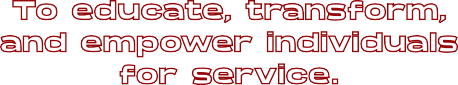 To educate, transform,
and empower individuals
for service.